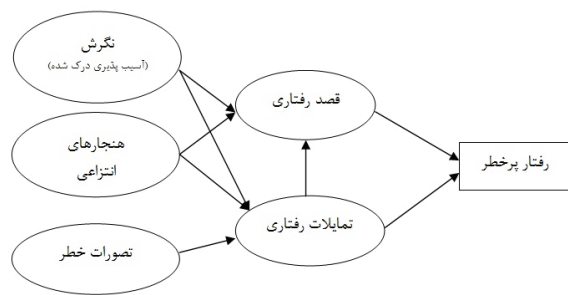 نگرش
(آسیب پذیری درک شده)
قصد رفتاری
هنجارهای
انتزاعی
رفتار پرخطر
تمایلات رفتاری
تصورات خطر